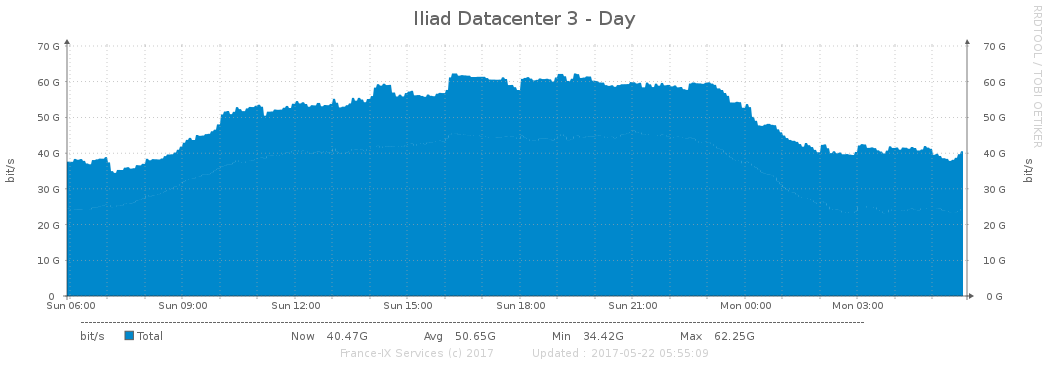 Iliad Datacenter 3 - Day
RRDTOOL / TOBI OETIKER
70 G 70 G
60 G 60 G
50 G 50 G
40 G 40 G
30 G 30 G
20 G 20 G
10 G 10 G
0 0 G
bit/s bit/s
Sun 06:00 Sun 09:00 Sun 12:00 Sun 15:00 Sun 18:00 Sun 21:00 Mon 00:00 Mon 03:00
bit/s Total Now 40.47G Avg 50.65G Min 34.42G Max 62.25G
France-IX Services (c) 2017 Updated : 2017-05-22 05:55:09